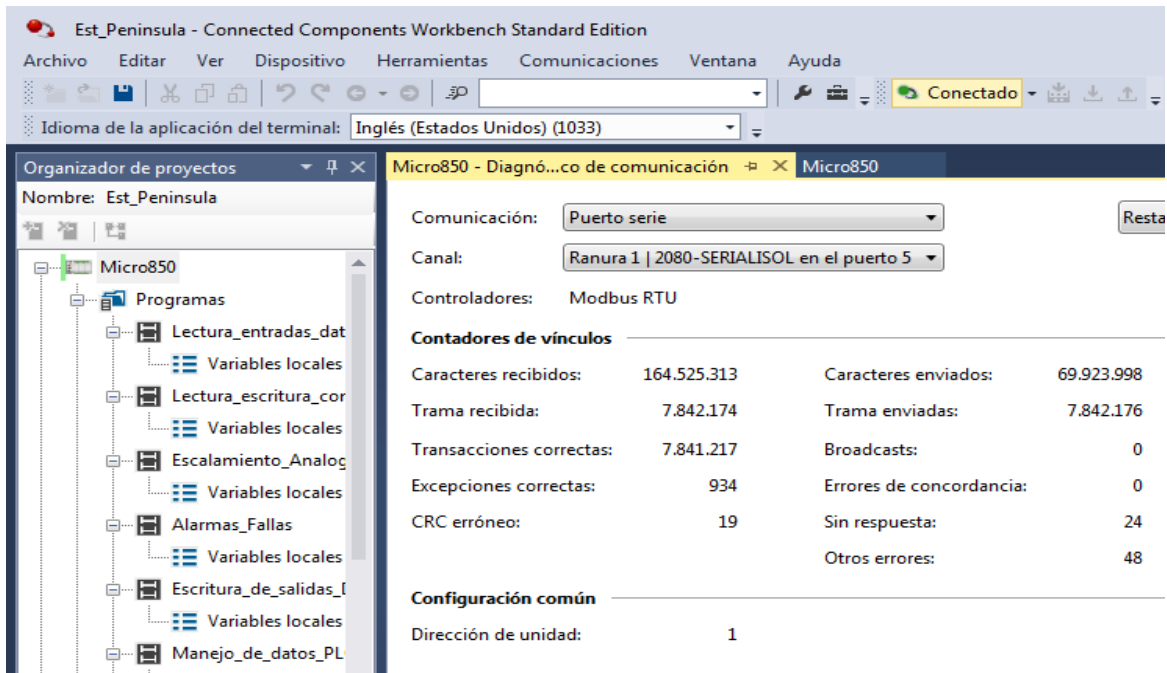 Est_Peninsula - Connected Components Workbench Standard Edition
Archivo Editar Ver Dispositivo Herramientas Comunicaciones Ventana Ayuda
Conectado
Idioma de la aplicación del terminal: Inglés (Estados Unidos) (1033)
Organizador de proyectos
Nombre: Est_Peninsula
Micro850
Programas
Lectura_entradas_dat
Variables locales
Lectura_escritura_cor
Variables locales
Escalamiento_Analog
Variables locales
Alarmas_Fallas
Variables locales
Escritura_de_salidas_D
Variables locales
Manejo_de_datos_PL
Micro850 - Diagnó...co de comunicación Micro850
Comunicación: Puerto serie Resta
Canal: Ranura 1 | 2080-SERIALISOL en el puerto 5
Controladores: Modbus RTU
Contadores de vínculos
Caracteres recibidos: 164.525.313 Caracteres enviados: 69.923.998
Trama recibida: 7.842.174 Trama enviadas: 7.842.176
Transacciones correctas: 7.841.217 Broadcasts: 0
Excepciones correctas: 934 Errores de concordancia: 0
CRC erróneo: 19 Sin respuesta: 24
Otros errores: 48
Configuración común
Dirección de unidad: 1